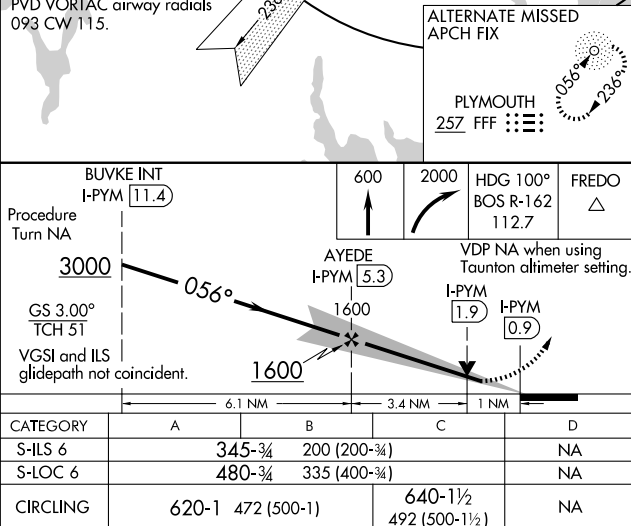 PVD VORTAC airway radials
093 CW 115.
ALTERNATE MISSED
APCH FIX
056°
236°
PLYMOUTH
257 FFF
BUVKE INT
I-PYM 11.4
Procedure
Turn NA
3000
056°
GS 3.00°
TCH 51
VGSI and ILS
glidepath not coincident.
600
2000
HDG 100°
BOS R-162
112.7
FREDO
AYEDE
I-PYM 5.3
1600
1600
VDP NA when using
Taunton altimeter setting.
I-PYM
1.9
I-PYM
0.9
6.1 NM
3.4 NM
1 NM
CATEGORY A B C D
S-ILS 6 345-¾ 200 (200-¾) NA
S-LOC 6 480-¾ 335 (400-¾) NA
CIRCLING 620-1 472 (500-1) 640-1½ NA
492 (500-1½)